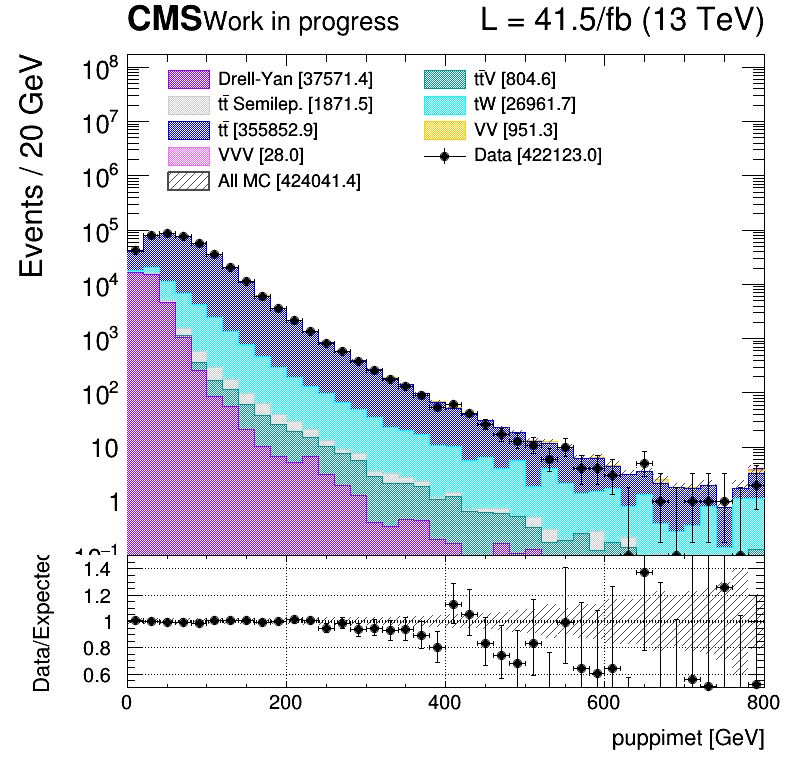 CMS Work in progress L = 41.5/fb (13 TeV)
Events / 20 GeV
10⁸
10⁷
10⁶
10⁵
10⁴
10³
10²
10
1
10⁻¹
Drell-Yan [37571.4]
tt̄V [804.6]
tt̄ Semilep. [1871.5]
tW [26961.7]
tt̄ [355852.9]
VV [951.3]
VVV [28.0]
Data [422123.0]
All MC [424041.4]
Data/Expected
1.4
1.2
1
0.8
0.6
0 200 400 600 800
puppimet [GeV]